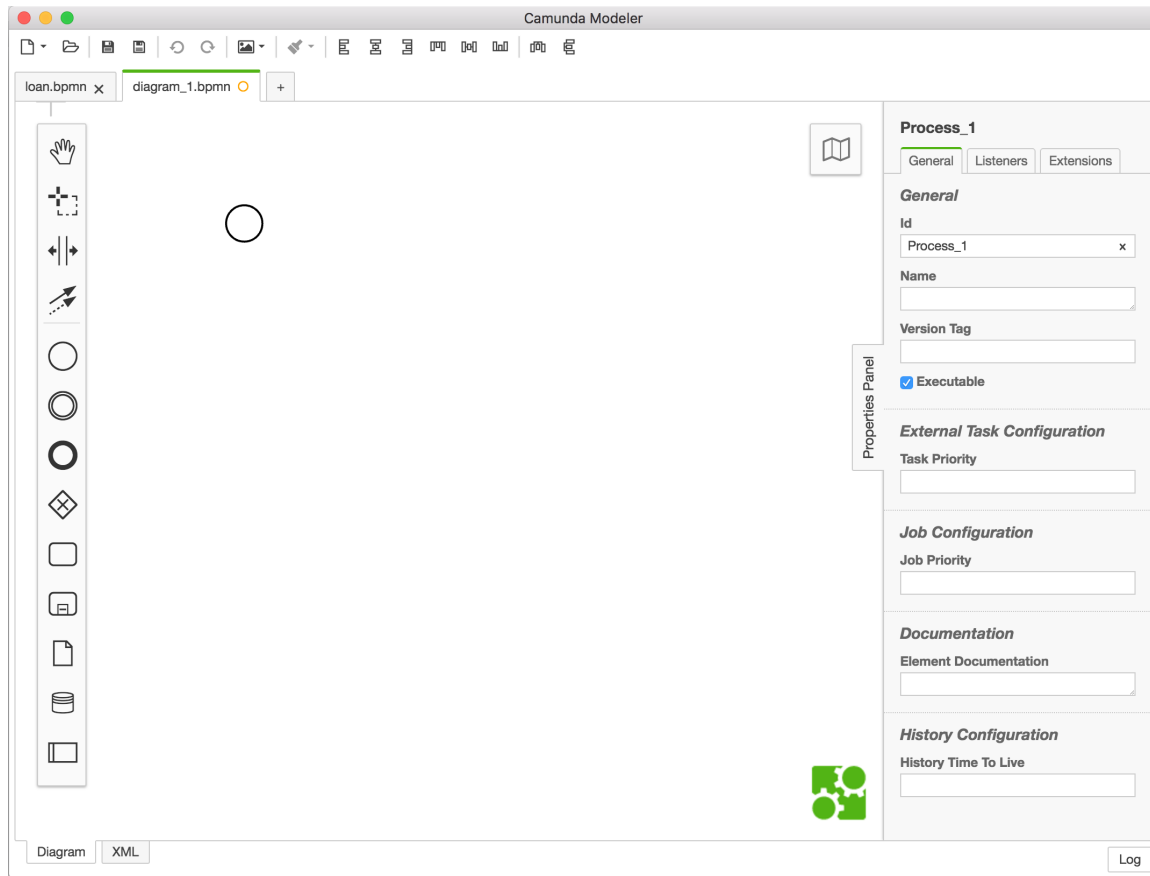 Camunda Modeler
loan.bpmn
diagram_1.bpmn
+
Process_1
General Listeners Extensions
General
Id
Process_1
Name
Version Tag
Executable
Properties Panel
External Task Configuration
Task Priority
Job Configuration
Job Priority
Documentation
Element Documentation
History Configuration
History Time To Live
Diagram XML
Log